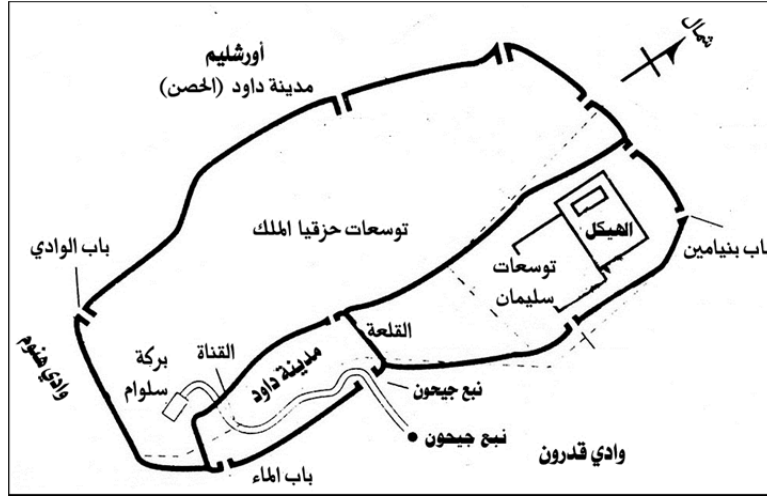 شمال
أورشليم
مدينة داود (الحصن)
الهيكل
باب بنيامين
توسعات حزقيا الملك
توسعات
سليمان
باب الوادي
القلعة
وادي هنوم
بركة
سلوام
القناة
مدينة داود
نبع جيحون
نبع جيحون
وادي قدرون
باب الماء